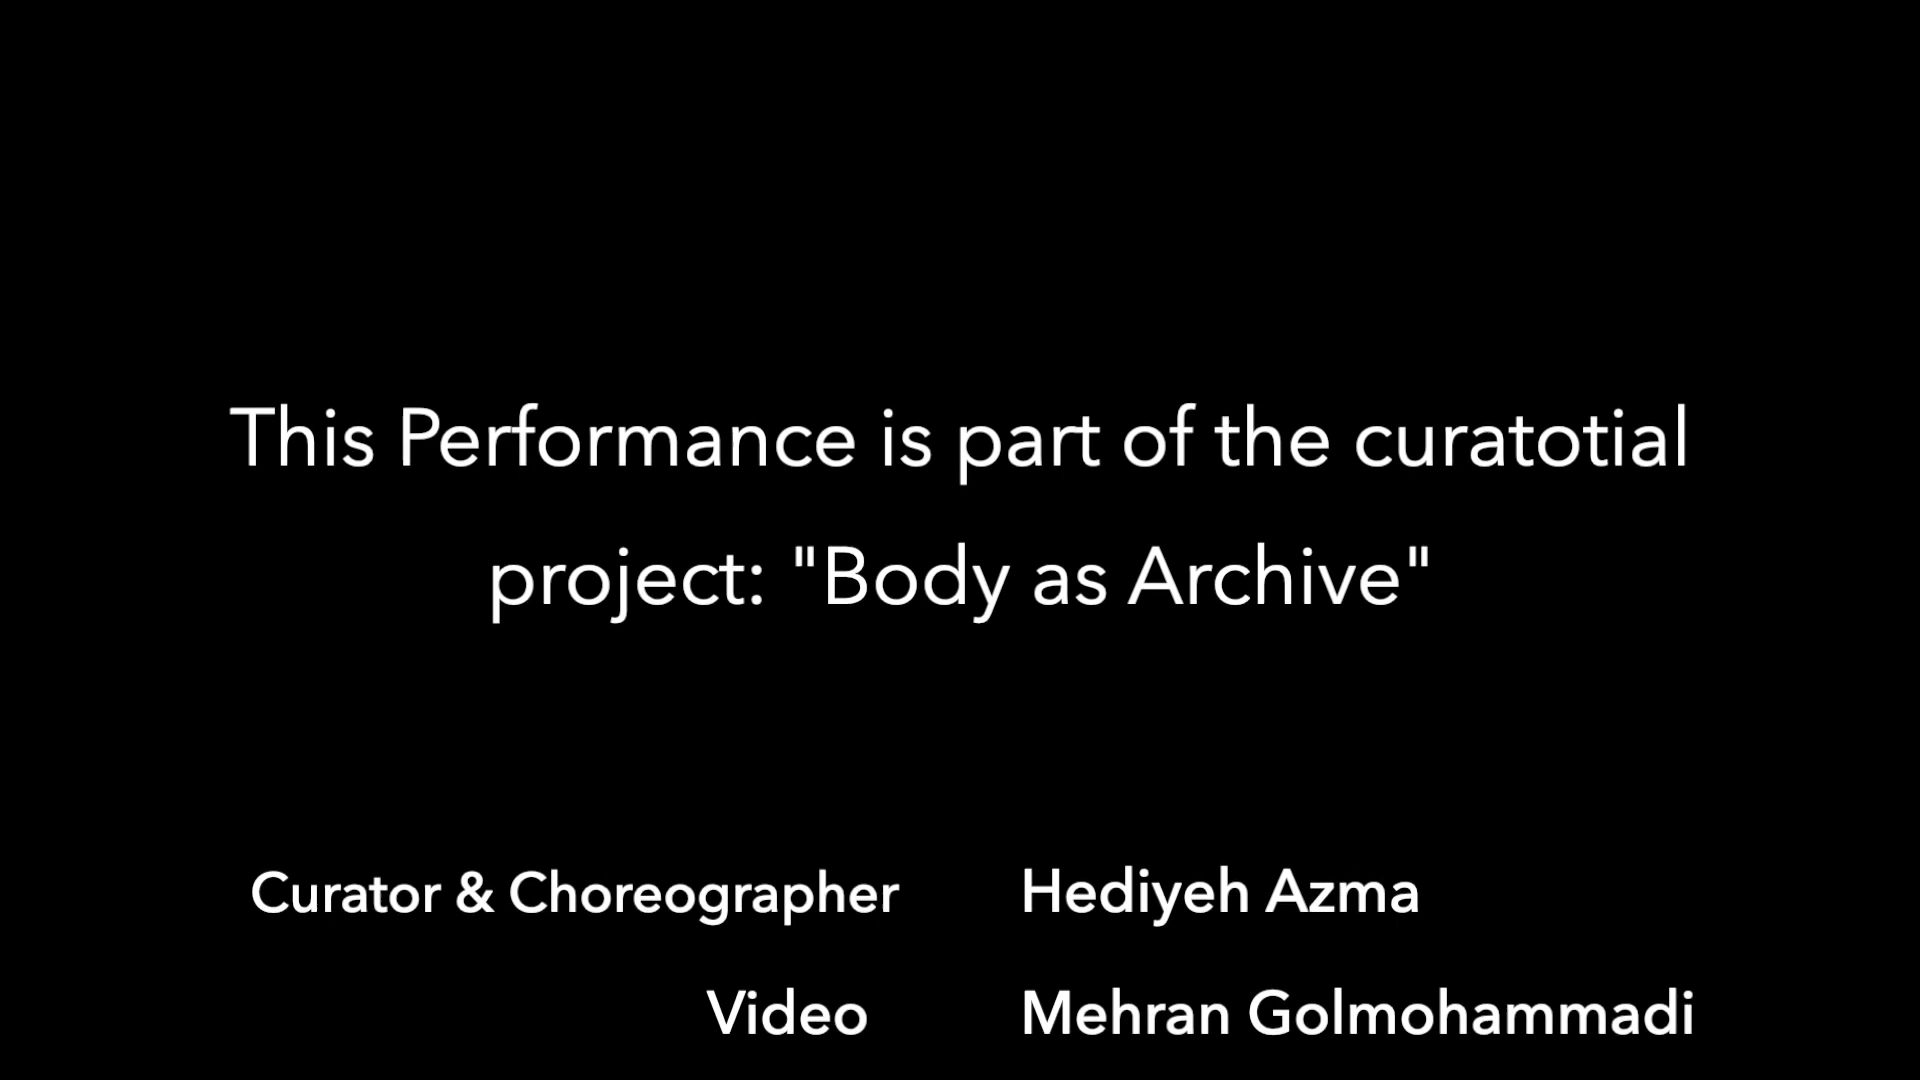 This Performance is part of the curatotial
project: "Body as Archive"
Curator & Choreographer Hediyeh Azma
Video Mehran Golmohammadi